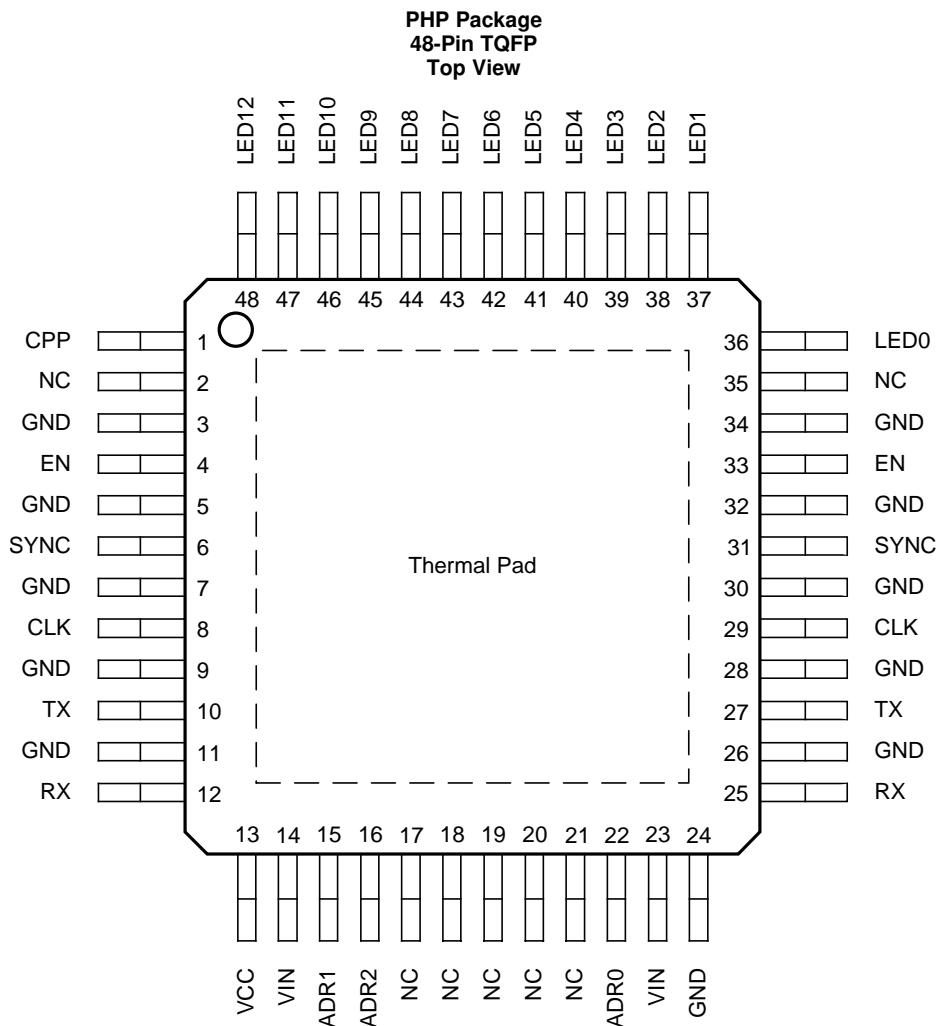 PHP Package
48-Pin TQFP
Top View
LED12 LED11 LED10 LED9 LED8 LED7 LED6 LED5 LED4 LED3 LED2 LED1
48 47 46 45 44 43 42 41 40 39 38 37
CPP 1 36 LED0
NC 2 35 NC
GND 3 34 GND
EN 4 33 EN
GND 5 32 GND
SYNC 6 31 SYNC
Thermal Pad
GND 7 30 GND
CLK 8 29 CLK
GND 9 28 GND
TX 10 27 TX
GND 11 26 GND
RX 12 25 RX
13 14 15 16 17 18 19 20 21 22 23 24
VCC VIN ADR1 ADR2 NC NC NC NC NC ADR0 VIN GND